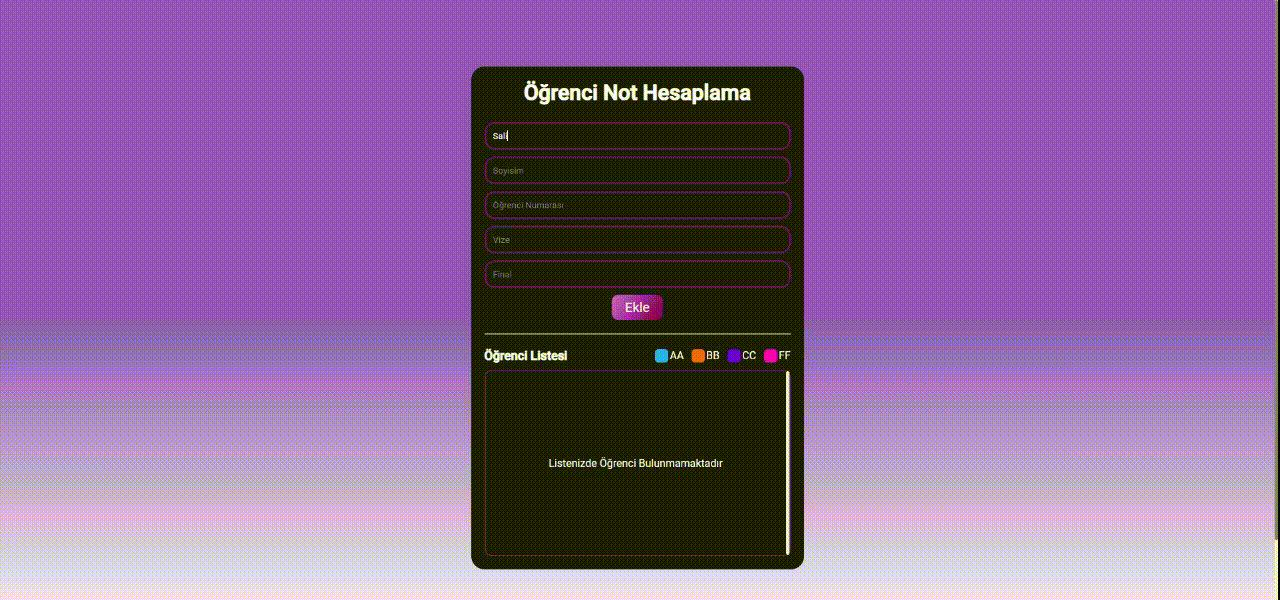 Öğrenci Not Hesaplama
Sali
Soyisim
Öğrenci Numarası
Vize
Final
Ekle
Öğrenci Listesi AA BB CC FF
Listenizde Öğrenci Bulunmamaktadır